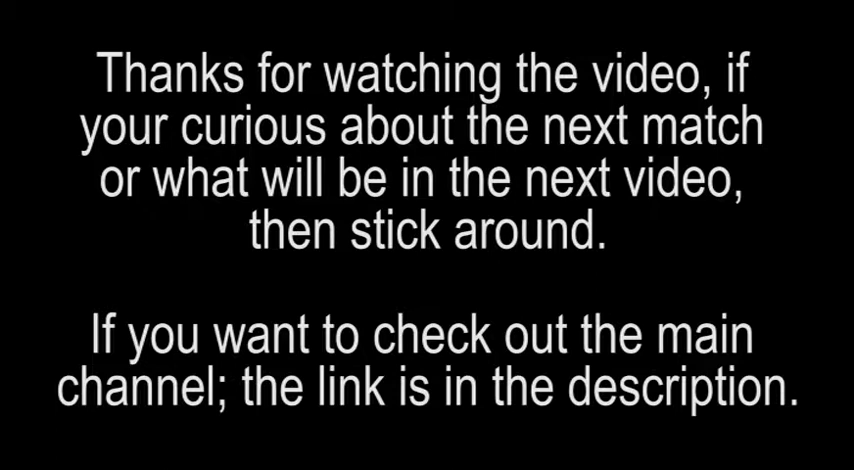 Thanks for watching the video, if
your curious about the next match
or what will be in the next video,
then stick around.
If you want to check out the main
channel; the link is in the description.